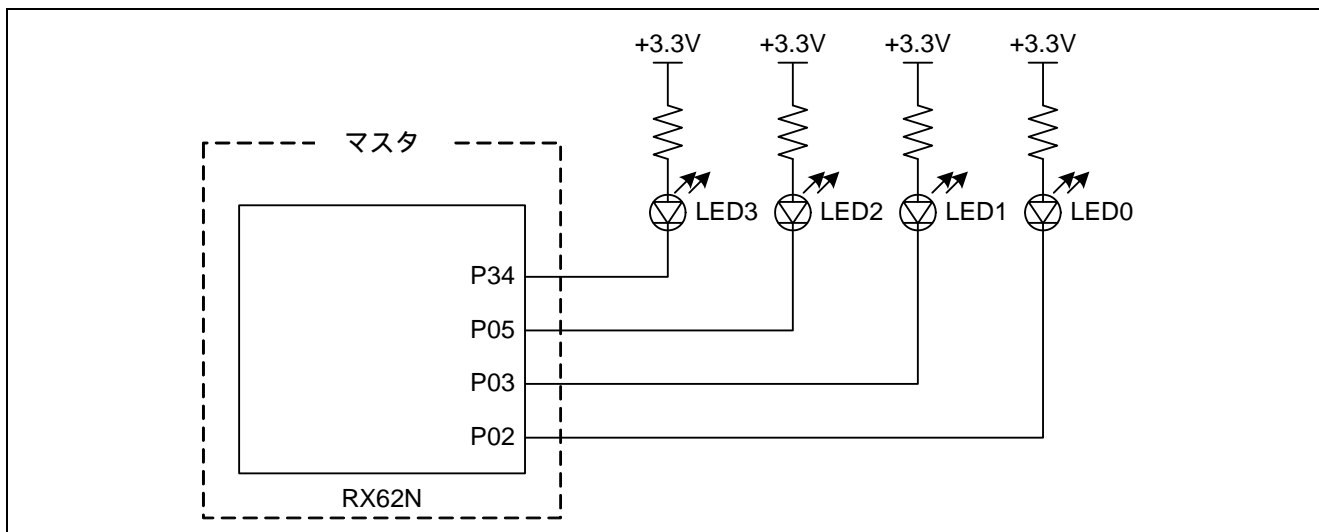 +3.3V +3.3V +3.3V +3.3V
マスタ
LED3 LED2 LED1 LED0
P34
P05
P03
P02
RX62N